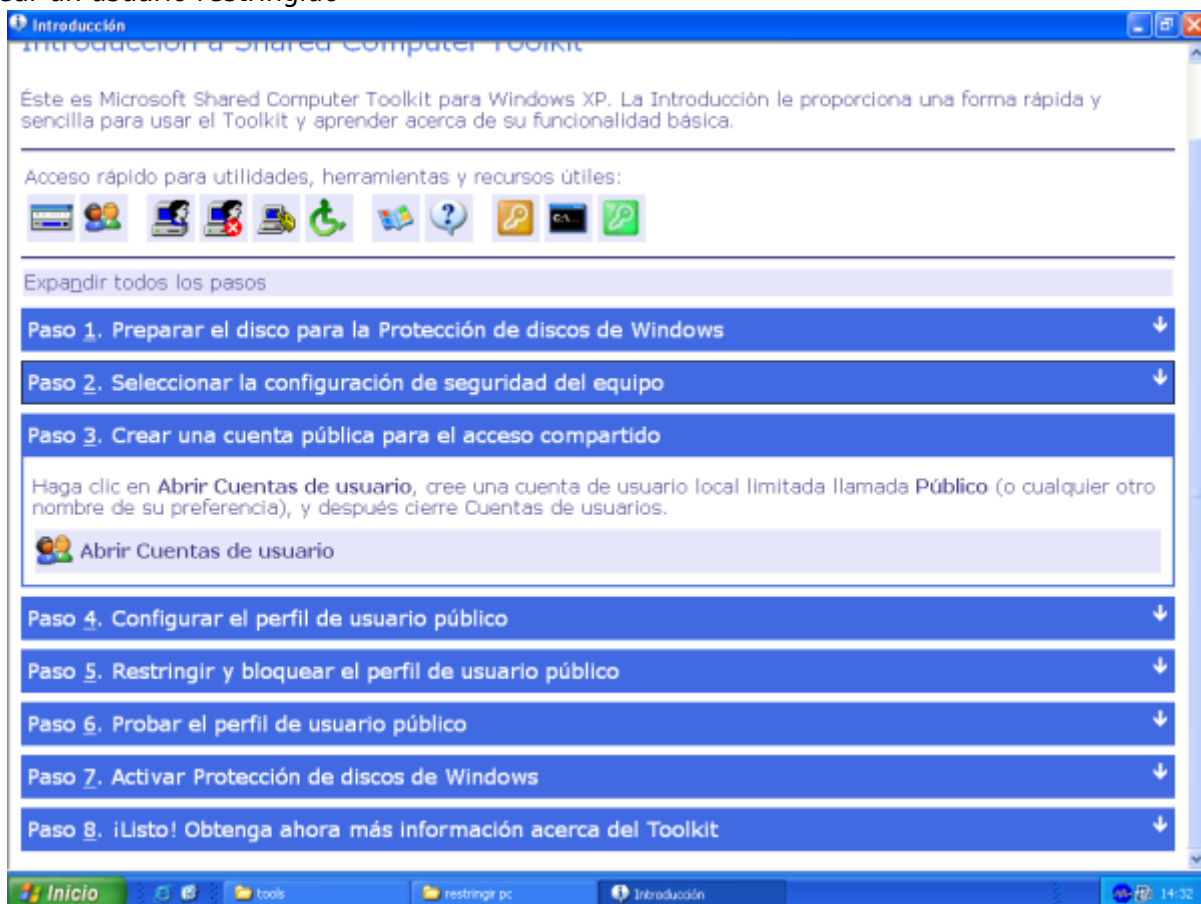 un usuario restringido
Introducción
Introducción a Shared Computer Toolkit
Éste es Microsoft Shared Computer Toolkit para Windows XP. La Introducción le proporciona una forma rápida y
sencilla para usar el Toolkit y aprender acerca de su funcionalidad básica.
Acceso rápido para utilidades, herramientas y recursos útiles:
C:\...
Expandir todos los pasos
Paso 1. Preparar el disco para la Protección de discos de Windows
Paso 2. Seleccionar la configuración de seguridad del equipo
Paso 3. Crear una cuenta pública para el acceso compartido
Haga clic en Abrir Cuentas de usuario, cree una cuenta de usuario local limitada llamada Público (o cualquier otro
nombre de su preferencia), y después cierre Cuentas de usuarios.
Abrir Cuentas de usuario
Paso 4. Configurar el perfil de usuario público
Paso 5. Restringir y bloquear el perfil de usuario público
Paso 6. Probar el perfil de usuario público
Paso 7. Activar Protección de discos de Windows
Paso 8. ¡Listo! Obtenga ahora más información acerca del Toolkit
Inicio tools restringir pc Introducción 14:32